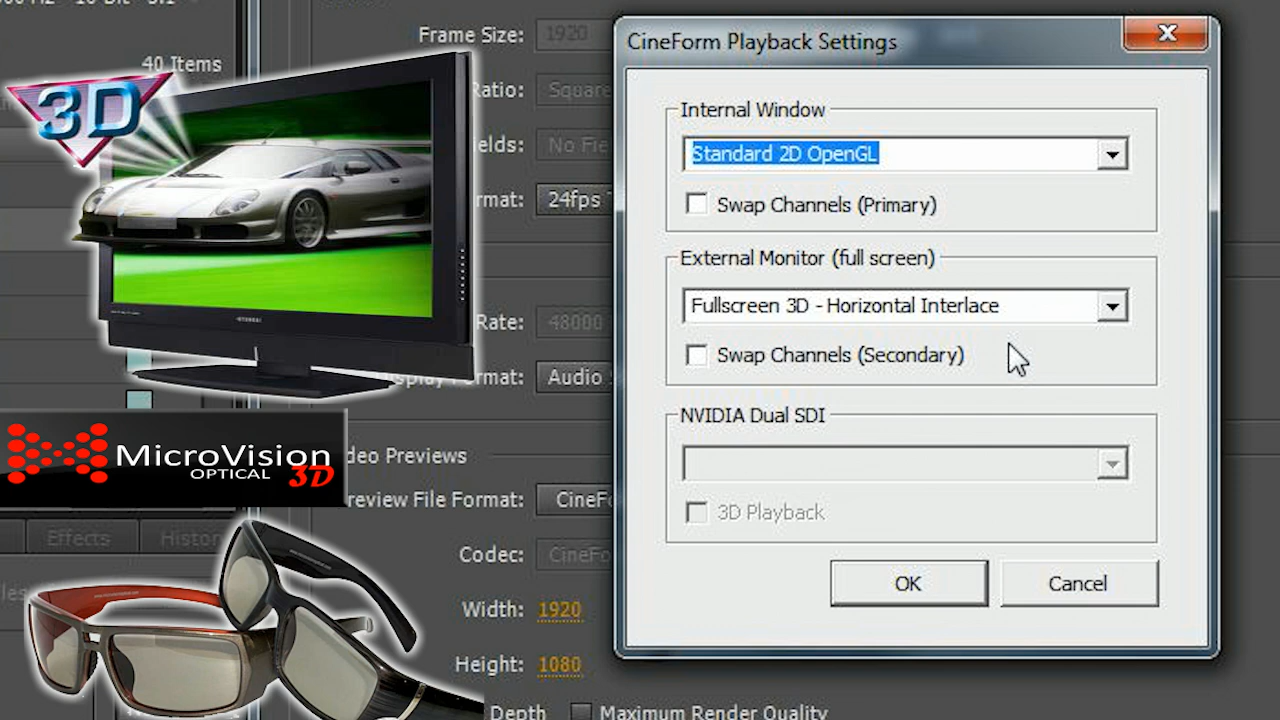 40 Items
Frame Size: 1920
CineForm Playback Settings
3D
Ratio: Square
Internal Window
Standard 2D OpenGL
Swap Channels (Primary)
ields: No Fie
rmat: 24fps
External Monitor (full screen)
Fullscreen 3D - Horizontal Interlace
HYUNDAI
Rate: 48000
Swap Channels (Secondary)
splay Format: Audio
NVIDIA Dual SDI
3D Playback
MicroVision
OPTICAL 3D
deo Previews
review File Format: CineFo
Effects Histor
Codec: CineFo
OK Cancel
Width: 1920
Height: 1080
Depth Maximum Render Quality